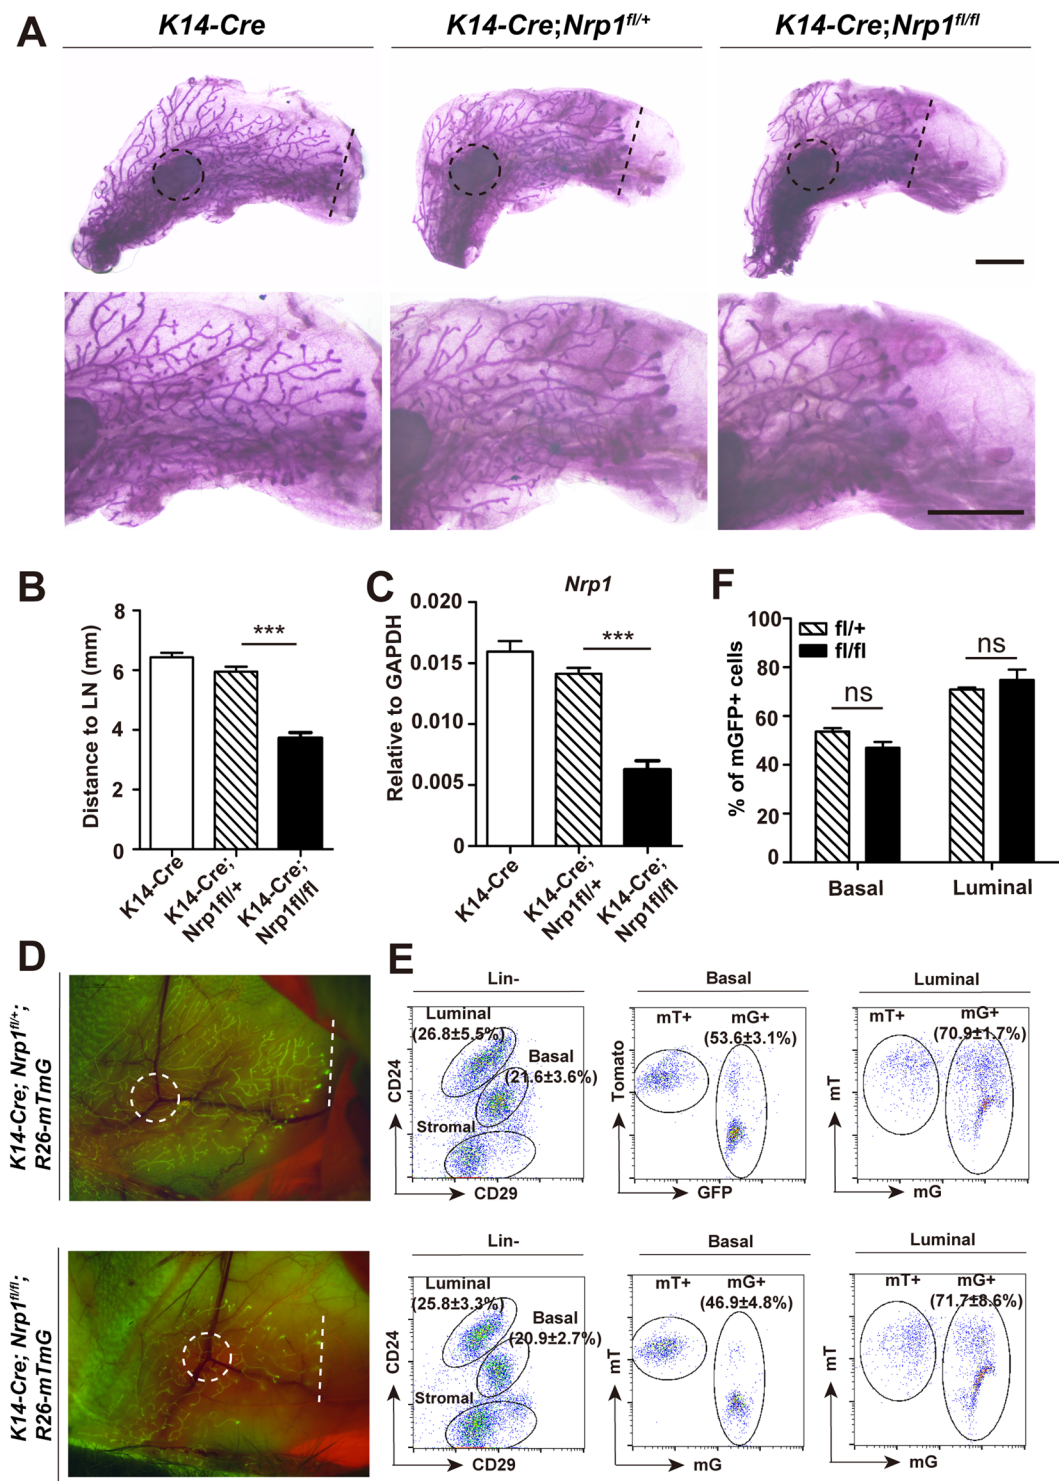 A
K14-Cre
K14-Cre;Nrp1fl/+
K14-Cre;Nrp1fl/fl
B
Distance to LN (mm)
8
6
4
2
0
***
K14-Cre
K14-Cre;
Nrp1fl/+
K14-Cre;
Nrp1fl/fl
C
Nrp1
Relative to GAPDH
0.020
0.015
0.010
0.005
0
***
K14-Cre
K14-Cre;
Nrp1fl/+
K14-Cre;
Nrp1fl/fl
F
% of mGFP+ cells
100
80
60
40
20
0
fl/+
fl/fl
ns
ns
Basal
Luminal
D
K14-Cre; Nrp1fl/+;
R26-mTmG
K14-Cre; Nrp1fl/fl;
R26-mTmG
E
Lin-
Luminal
(26.8±5.5%)
Basal
(21.6±3.6%)
Stromal
CD24
CD29
Basal
mT+
mG+
(53.6±3.1%)
Tomato
GFP
Luminal
mT+
mG+
(70.9±1.7%)
mT
mG
Lin-
Luminal
(25.8±3.3%)
Basal
(20.9±2.7%)
Stromal
CD24
CD29
Basal
mT+
mG+
(46.9±4.8%)
mT
mG
Luminal
mT+
mG+
(71.7±8.6%)
mT
mG